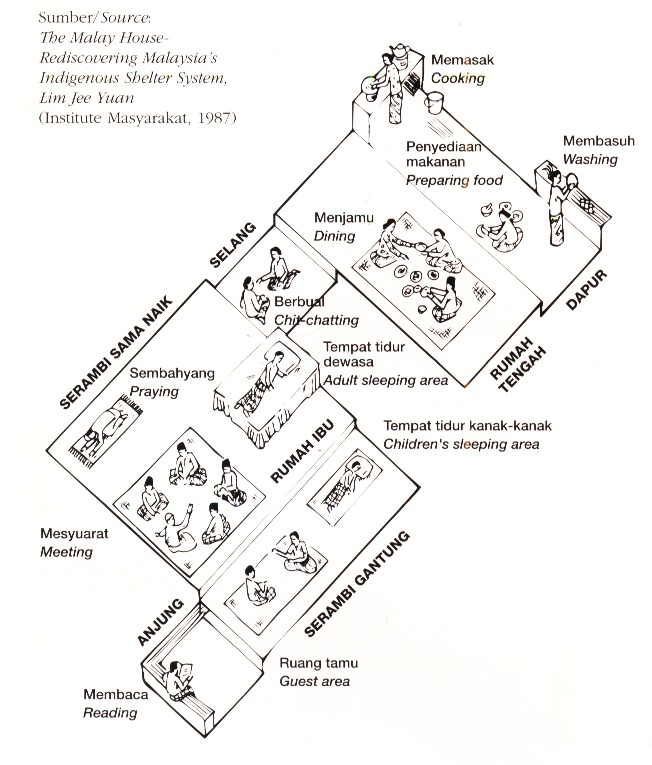 Sumber/Source:
The Malay House-
Rediscovering Malaysia's
Indigenous Shelter System,
Lim Jee Yuan
(Institute Masyarakat, 1987)
Memasak
Cooking
Membasuh
Washing
Penyediaan
makanan
Preparing food
Menjamu
Dining
SELANG
DAPUR
Berbual
Chit-chatting
RUMAH
TENGAH
SERAMBI SAMA NAIK
Tempat tidur
dewasa
Adult sleeping area
Sembahyang
Praying
Tempat tidur kanak-kanak
Children's sleeping area
RUMAH IBU
Mesyuarat
Meeting
SERAMBI GANTUNG
ANJUNG
Ruang tamu
Guest area
Membaca
Reading